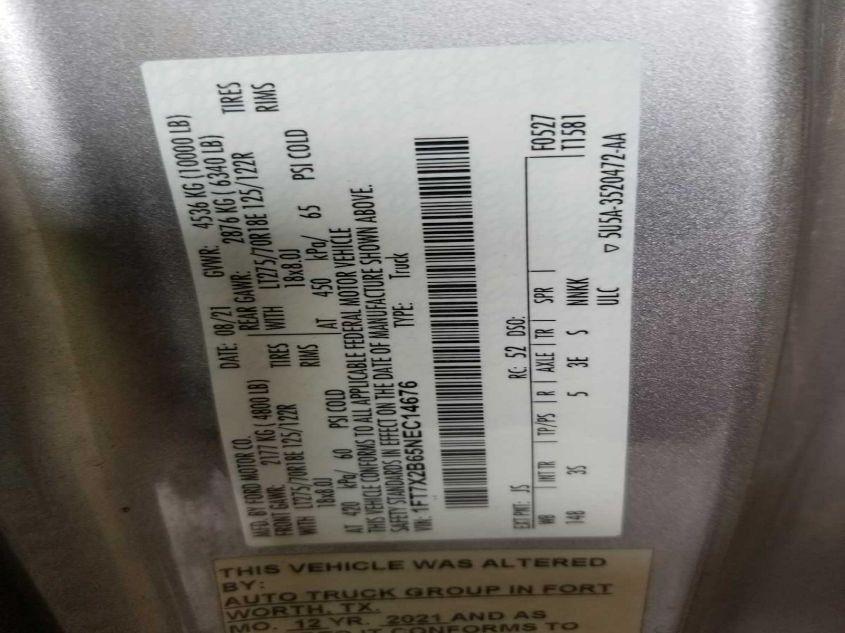 MFD. BY FORD MOTOR CO.
DATE: 08/21 GVWR: 4536 KG (10000 LB)
FRONT GAWR: 2177 KG ( 4800 LB) REAR GAWR: 2876 KG ( 6340 LB)
WITH LT275/70R18E 125/122R TIRES WITH LT275/70R18E 125/122R TIRES
18x8.0J RIMS 18x8.0J RIMS
AT 420 kPa/ 60 PSI COLD AT 450 kPa/ 65 PSI COLD
THIS VEHICLE CONFORMS TO ALL APPLICABLE FEDERAL MOTOR VEHICLE
SAFETY STANDARDS IN EFFECT ON THE DATE OF MANUFACTURE SHOWN ABOVE.
VIN: 1FT7X2B65NEC14676 TYPE: Truck
EXT PNT: JS RC: 52 DSO: F0527
WB INT TR TP/PS R AXLE TR SPR T1581
148 3S 5 3E S NNKX
ULC ▽ 5U5A-3520472-AA
THIS VEHICLE WAS ALTERED
BY:
AUTO TRUCK GROUP IN FORT
WORTH, TX.
MO. 12 YR. 2021 AND AS
IT CONFORMS TO